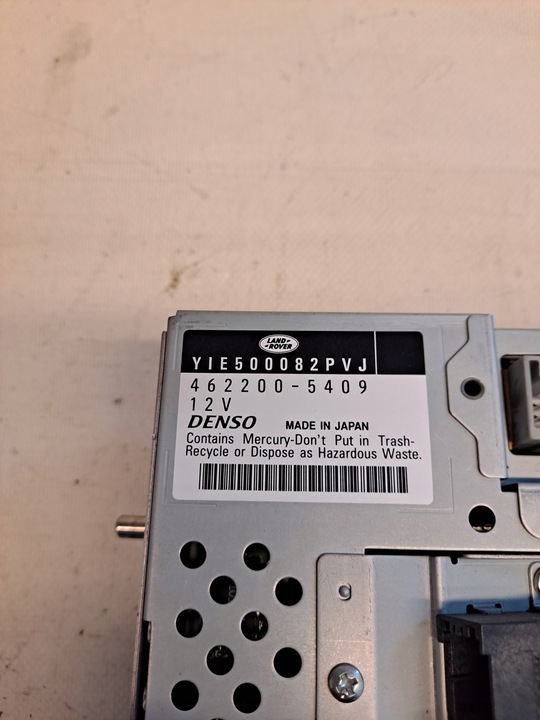 LAND
ROVER
YIE500082PVJ
462200-5409
12V
DENSO MADE IN JAPAN
Contains Mercury-Don't Put in Trash-
Recycle or Dispose as Hazardous Waste.